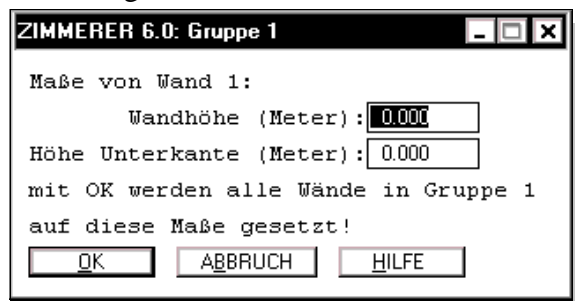 ZIMMERER 6.0: Gruppe 1
Maße von Wand 1:
Wandhöhe (Meter): 0.000
Höhe Unterkante (Meter): 0.000
mit OK werden alle Wände in Gruppe 1
auf diese Maße gesetzt!
OK ABBRUCH HILFE